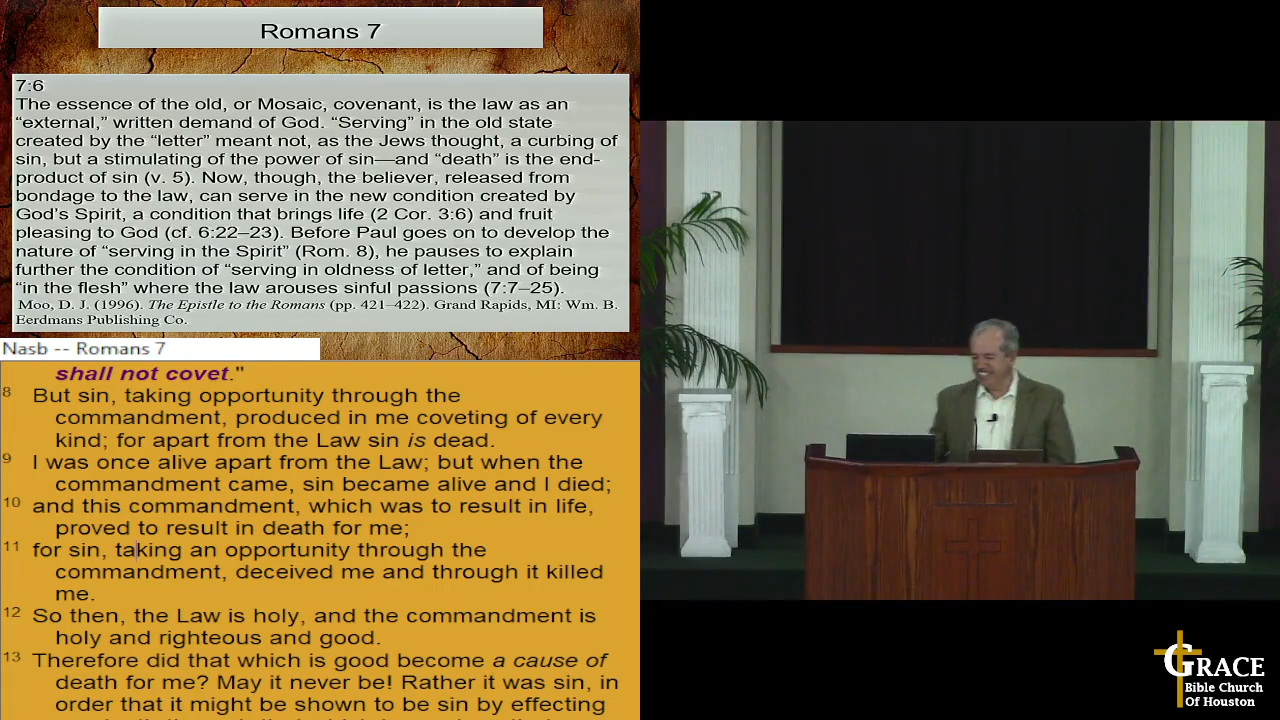 Romans 7
7:6
The essence of the old, or Mosaic, covenant, is the law as an
“external,” written demand of God. “Serving” in the old state
created by the “letter” meant not, as the Jews thought, a curbing of
sin, but a stimulating of the power of sin—and “death” is the end-
product of sin (v. 5). Now, though, the believer, released from
bondage to the law, can serve in the new condition created by
God’s Spirit, a condition that brings life (2 Cor. 3:6) and fruit
pleasing to God (cf. 6:22–23). Before Paul goes on to develop the
nature of “serving in the Spirit” (Rom. 8), he pauses to explain
further the condition of “serving in oldness of letter,” and of being
“in the flesh” where the law arouses sinful passions (7:7–25).
Moo, D. J. (1996). The Epistle to the Romans (pp. 421–422). Grand Rapids, MI: Wm. B.
Eerdmans Publishing Co.
Nasb -- Romans 7
shall not covet."
8 But sin, taking opportunity through the
commandment, produced in me coveting of every
kind; for apart from the Law sin is dead.
9 I was once alive apart from the Law; but when the
commandment came, sin became alive and I died;
10 and this commandment, which was to result in life,
proved to result in death for me;
11 for sin, taking an opportunity through the
commandment, deceived me and through it killed
me.
12 So then, the Law is holy, and the commandment is
holy and righteous and good.
13 Therefore did that which is good become a cause of
death for me? May it never be! Rather it was sin, in
order that it might be shown to be sin by effecting
GRACE
Bible Church
Of Houston